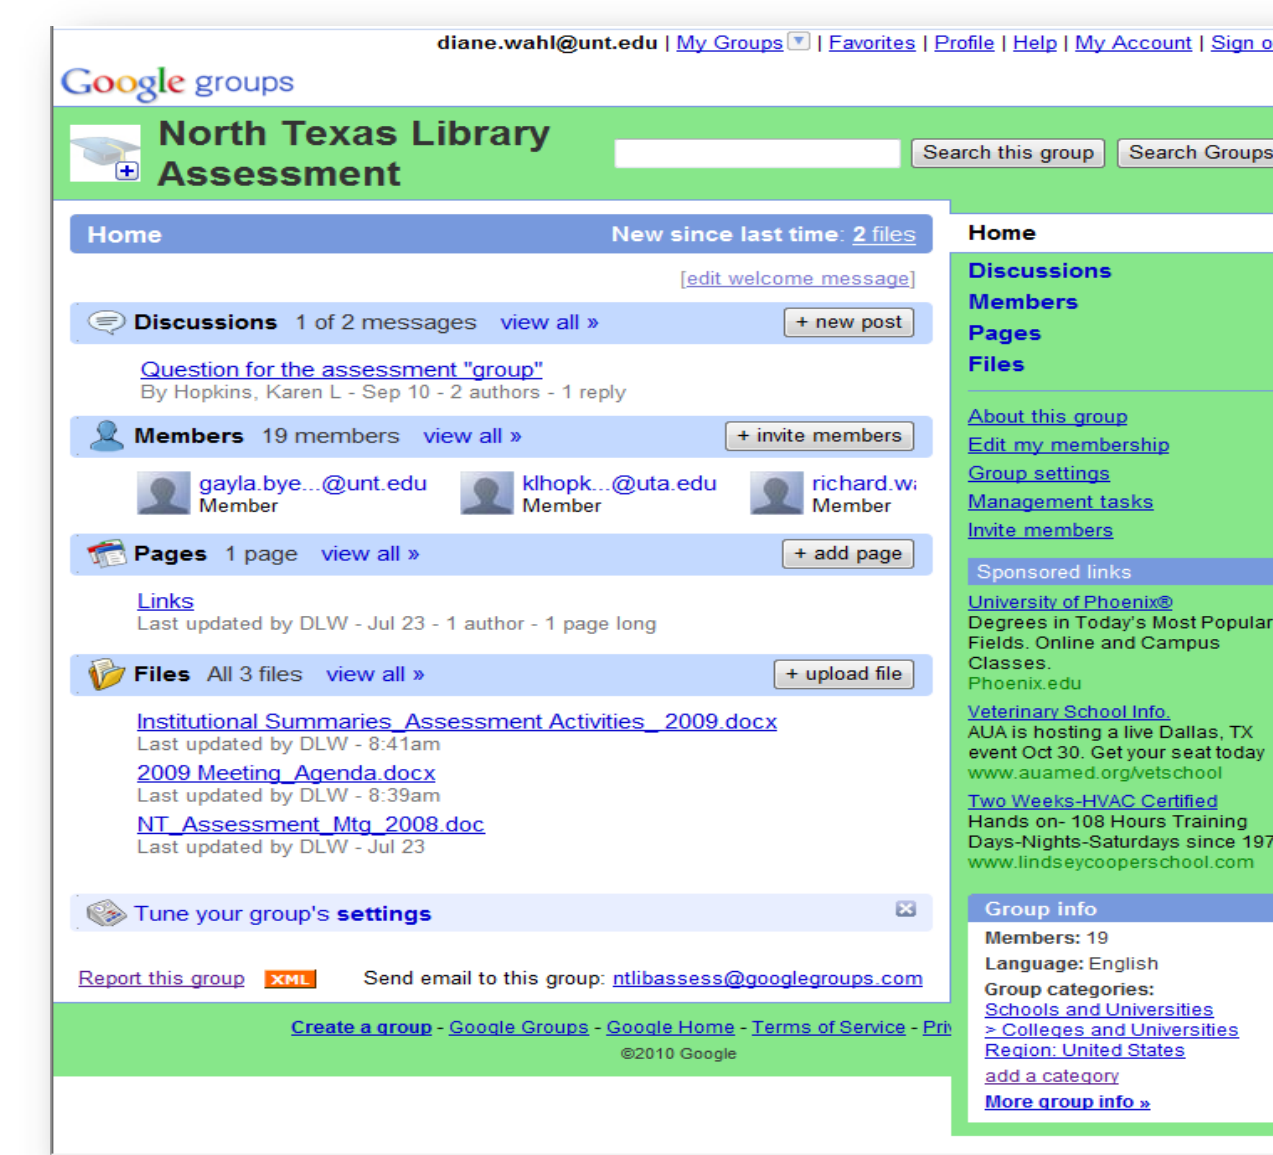 diane.wahl@unt.edu | My Groups | Favorites | Profile | Help | My Account | Sign o
Google groups
North Texas Library
Assessment
Search this group
Search Groups
Home
New since last time: 2 files
[edit welcome message]
Discussions 1 of 2 messages view all »
+ new post
Question for the assessment "group"
By Hopkins, Karen L - Sep 10 - 2 authors - 1 reply
Members 19 members view all »
+ invite members
gayla.bye...@unt.edu
Member
klhopk...@uta.edu
Member
richard.wa
Member
Pages 1 page view all »
+ add page
Links
Last updated by DLW - Jul 23 - 1 author - 1 page long
Files All 3 files view all »
+ upload file
Institutional Summaries_Assessment Activities_ 2009.docx
Last updated by DLW - 8:41am
2009 Meeting_Agenda.docx
Last updated by DLW - 8:39am
NT_Assessment_Mtg_2008.doc
Last updated by DLW - Jul 23
Tune your group's settings
Report this group XML Send email to this group: ntlibassess@googlegroups.com
Create a group - Google Groups - Google Home - Terms of Service - Pri
©2010 Google
Home
Discussions
Members
Pages
Files
About this group
Edit my membership
Group settings
Management tasks
Invite members
Sponsored links
University of Phoenix®
Degrees in Today's Most Popular
Fields. Online and Campus
Classes.
Phoenix.edu
Veterinary School Info.
AUA is hosting a live Dallas, TX
event Oct 30. Get your seat today
www.auamed.org/vetschool
Two Weeks-HVAC Certified
Hands on- 108 Hours Training
Days-Nights-Saturdays since 197
www.lindseycooperschool.com
Group info
Members: 19
Language: English
Group categories:
Schools and Universities
> Colleges and Universities
Region: United States
add a category
More group info »